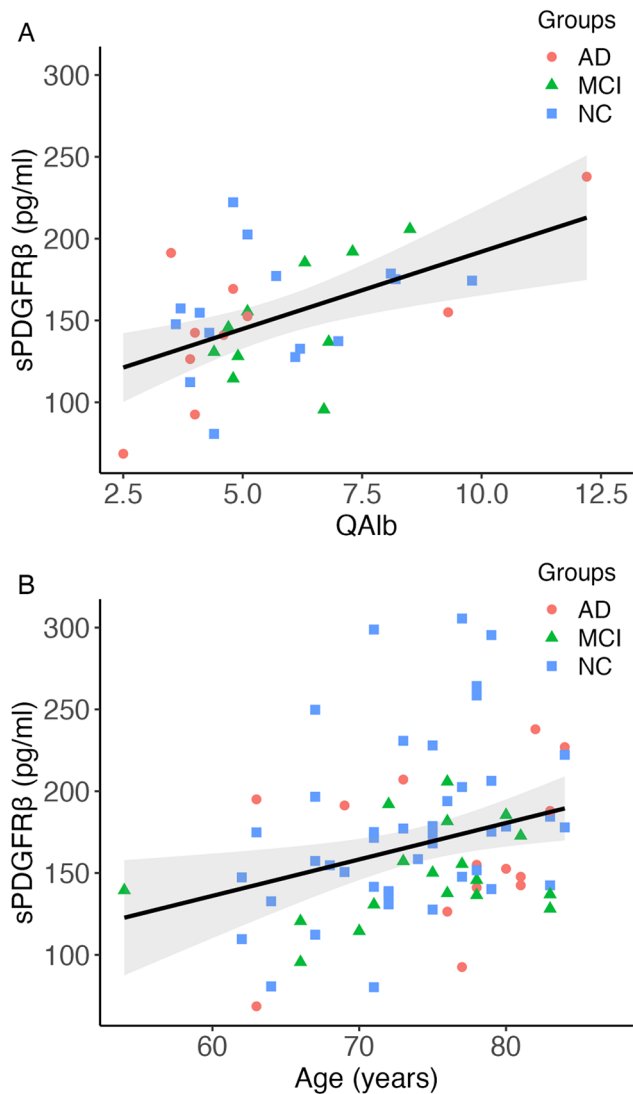 A
Groups
AD
MCI
NC
sPDGFRβ (pg/ml)
300
250
200
150
100
2.5 5.0 7.5 10.0 12.5
QAlb
B
Groups
AD
MCI
NC
sPDGFRβ (pg/ml)
300
250
200
150
100
60 70 80
Age (years)